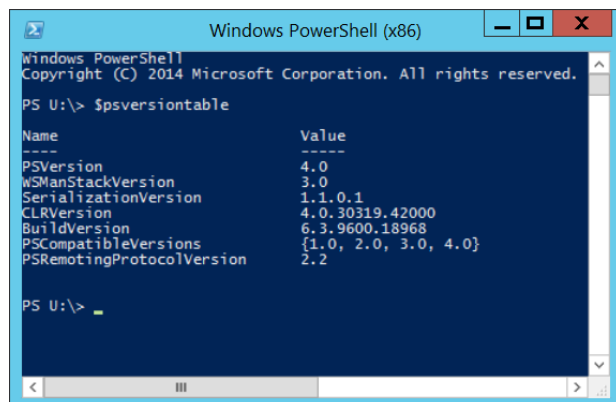 Windows PowerShell (x86)
Windows PowerShell
Copyright (C) 2014 Microsoft Corporation. All rights reserved.
PS U:\> $psversiontable
Name Value
---- -----
PSVersion 4.0
WSManStackVersion 3.0
SerializationVersion 1.1.0.1
CLRVersion 4.0.30319.42000
BuildVersion 6.3.9600.18968
PSCompatibleVersions {1.0, 2.0, 3.0, 4.0}
PSRemotingProtocolVersion 2.2
PS U:\> _